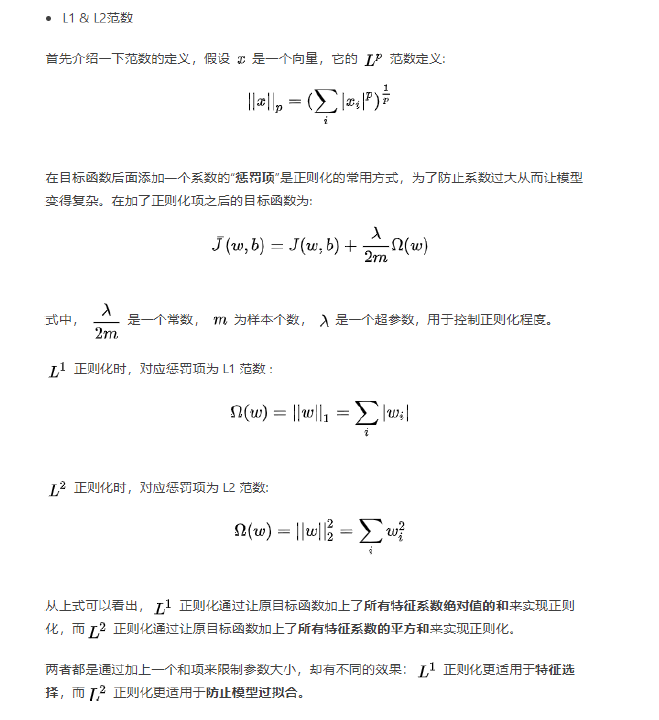 • L1 & L2范数
首先介绍一下范数的定义，假设 x 是一个向量，它的 L^p 范数定义:
||x||_p = (∑_i |x_i|^p)^{1/p}
在目标函数后面添加一个系数的“惩罚项”是正则化的常用方式，为了防止系数过大从而让模型
变得复杂。在加了正则化项之后的目标函数为:
J̄(w, b) = J(w, b) + \frac{λ}{2m} Ω(w)
式中， \frac{λ}{2m} 是一个常数， m 为样本个数， λ 是一个超参数，用于控制正则化程度。
L^1 正则化时，对应惩罚项为 L1 范数 :
Ω(w) = ||w||_1 = ∑_i |w_i|
L^2 正则化时，对应惩罚项为 L2 范数:
Ω(w) = ||w||_2^2 = ∑_i w_i^2
从上式可以看出， L^1 正则化通过让原目标函数加上了所有特征系数绝对值的和来实现正则
化，而 L^2 正则化通过让原目标函数加上了所有特征系数的平方和来实现正则化。
两者都是通过加上一个和项来限制参数大小，却有不同的效果： L^1 正则化更适用于特征选
择，而 L^2 正则化更适用于防止模型过拟合。